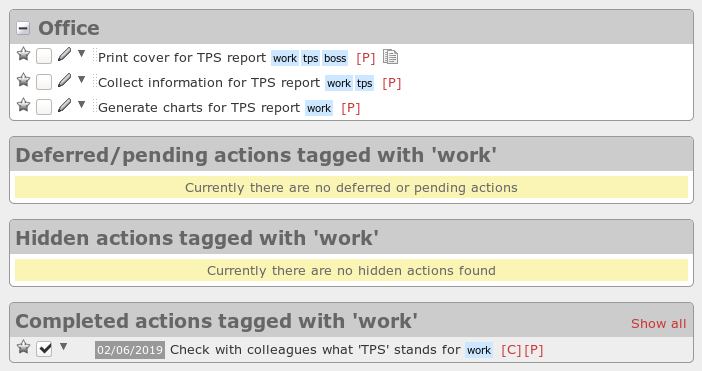 Office
Print cover for TPS report work tps boss [P]
Collect information for TPS report work tps [P]
Generate charts for TPS report work [P]
Deferred/pending actions tagged with 'work'
Currently there are no deferred or pending actions
Hidden actions tagged with 'work'
Currently there are no hidden actions found
Completed actions tagged with 'work' Show all
02/06/2019 Check with colleagues what 'TPS' stands for work [C] [P]